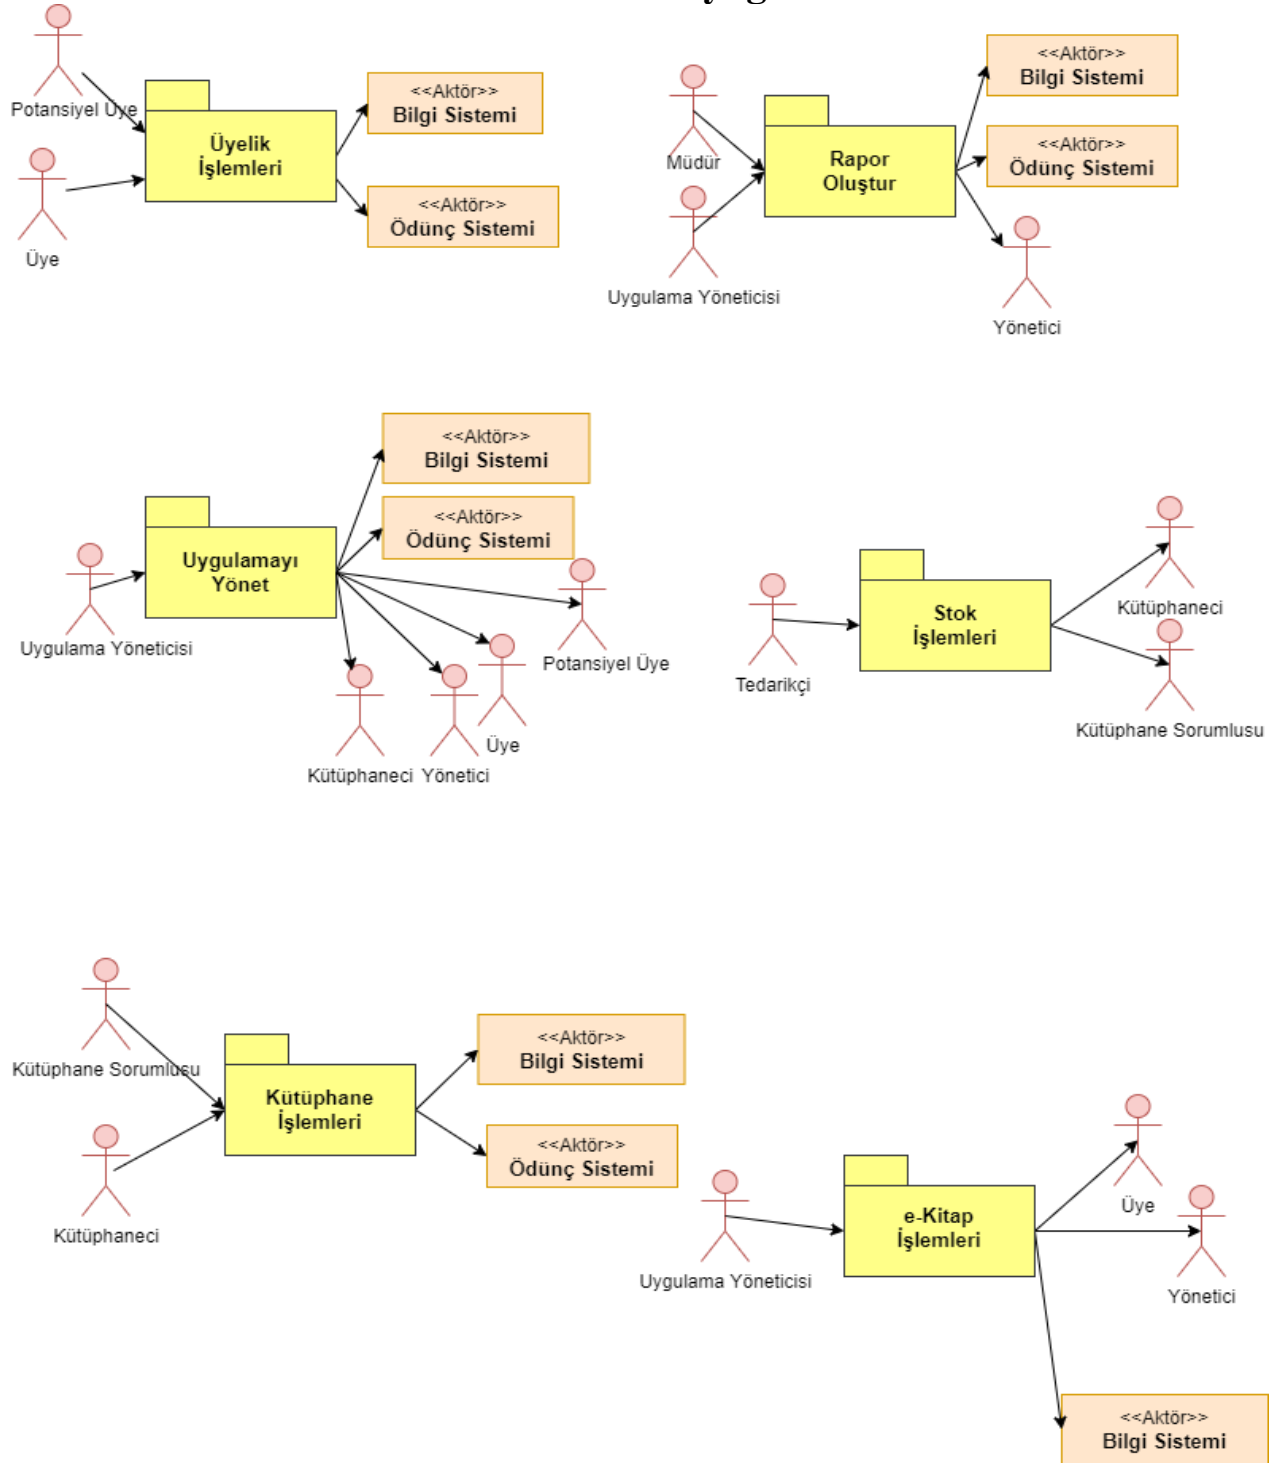 Potansiyel Üye
Üye
Üyelik
İşlemleri
<<Aktör>>
Bilgi Sistemi
<<Aktör>>
Ödünç Sistemi
Müdür
Uygulama Yöneticisi
Rapor
Oluştur
<<Aktör>>
Bilgi Sistemi
<<Aktör>>
Ödünç Sistemi
Yönetici
Uygulama Yöneticisi
Uygulamayı
Yönet
<<Aktör>>
Bilgi Sistemi
<<Aktör>>
Ödünç Sistemi
Potansiyel Üye
Üye
Kütüphaneci
Yönetici
Tedarikçi
Stok
İşlemleri
Kütüphaneci
Kütüphane Sorumlusu
Kütüphane Sorumlusu
Kütüphaneci
Kütüphane
İşlemleri
<<Aktör>>
Bilgi Sistemi
<<Aktör>>
Ödünç Sistemi
Uygulama Yöneticisi
e-Kitap
İşlemleri
Üye
Yönetici
<<Aktör>>
Bilgi Sistemi